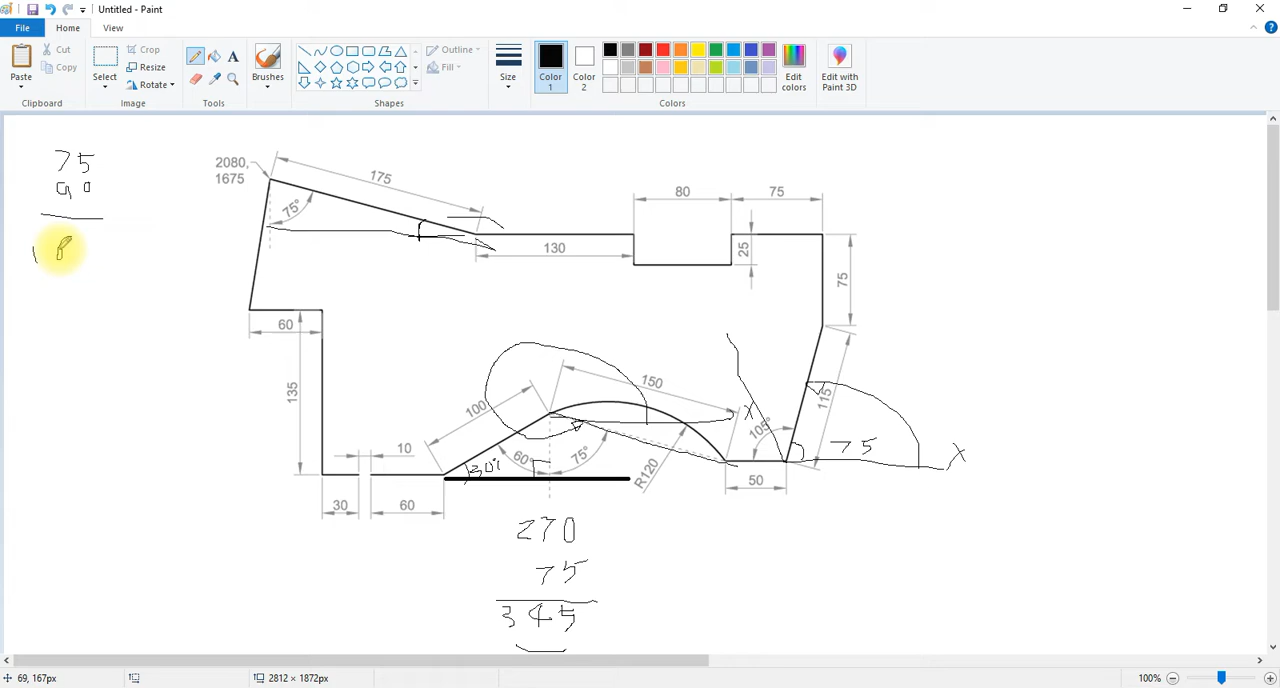 Untitled - Paint
File
Home
View
Paste
Cut
Copy
Clipboard
Select
Crop
Resize
Rotate
Image
A
Tools
Brushes
Outline
Fill
Shapes
Size
Color 1
Color 2
Edit colors
Colors
Edit with Paint 3D
75
90
2080,
1675
175
75°
80
75
130
25
75
60
135
100
150
115
105°
X
75
X
10
30°
60°
75°
R120
30
60
50
270
75
345
69, 167px
2812 × 1872px
100%